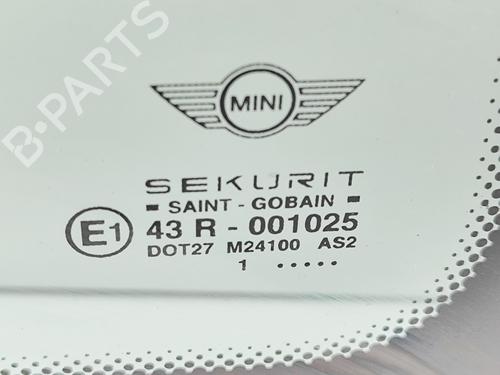 B-PARTS
MINI
SEKURIT
SAINT - GOBAIN
E1
43 R - 001025
DOT27 M24100 AS2
1 .....